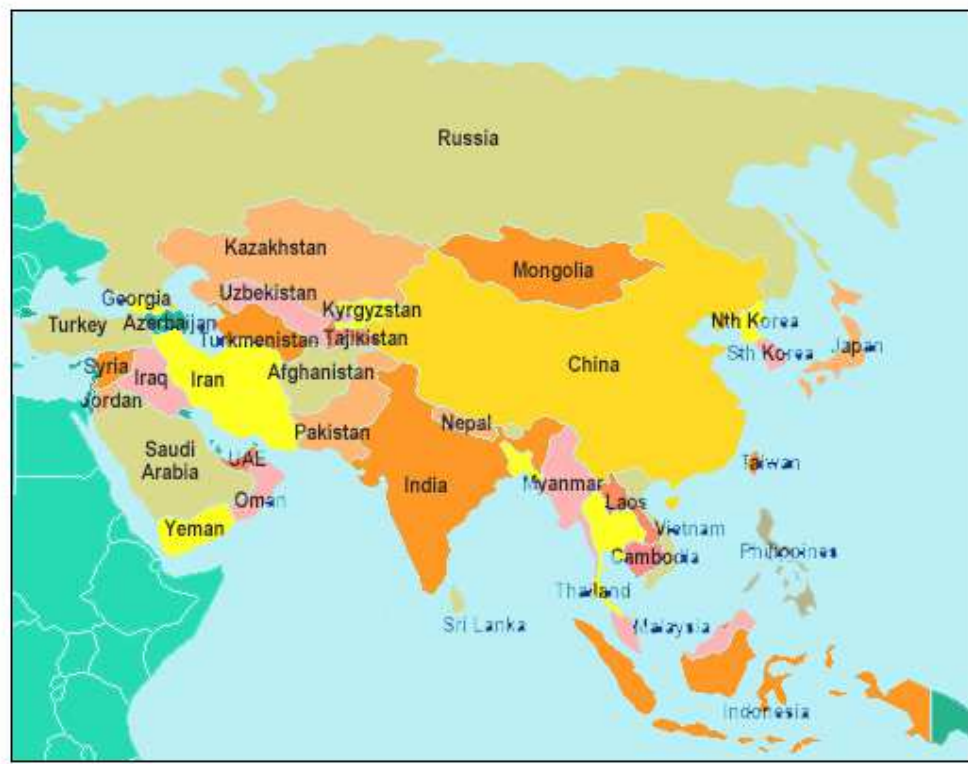 Russia
Kazakhstan
Mongolia
Uzbekistan
Georgia
Kyrgyzstan
Turkey
Azerbaijan
Nth Korea
Turkmenistan
Tajikistan
Sth Korea
Japan
Syria
China
Iraq
Iran
Afghanistan
Jordan
Nepal
Pakistan
Saudi
Arabia
UAE
Taiwan
India
Myanmar
Oman
Laos
Yeman
Vietnam
Cambodia
Philippines
Thailand
Sri Lanka
Malaysia
Indonesia